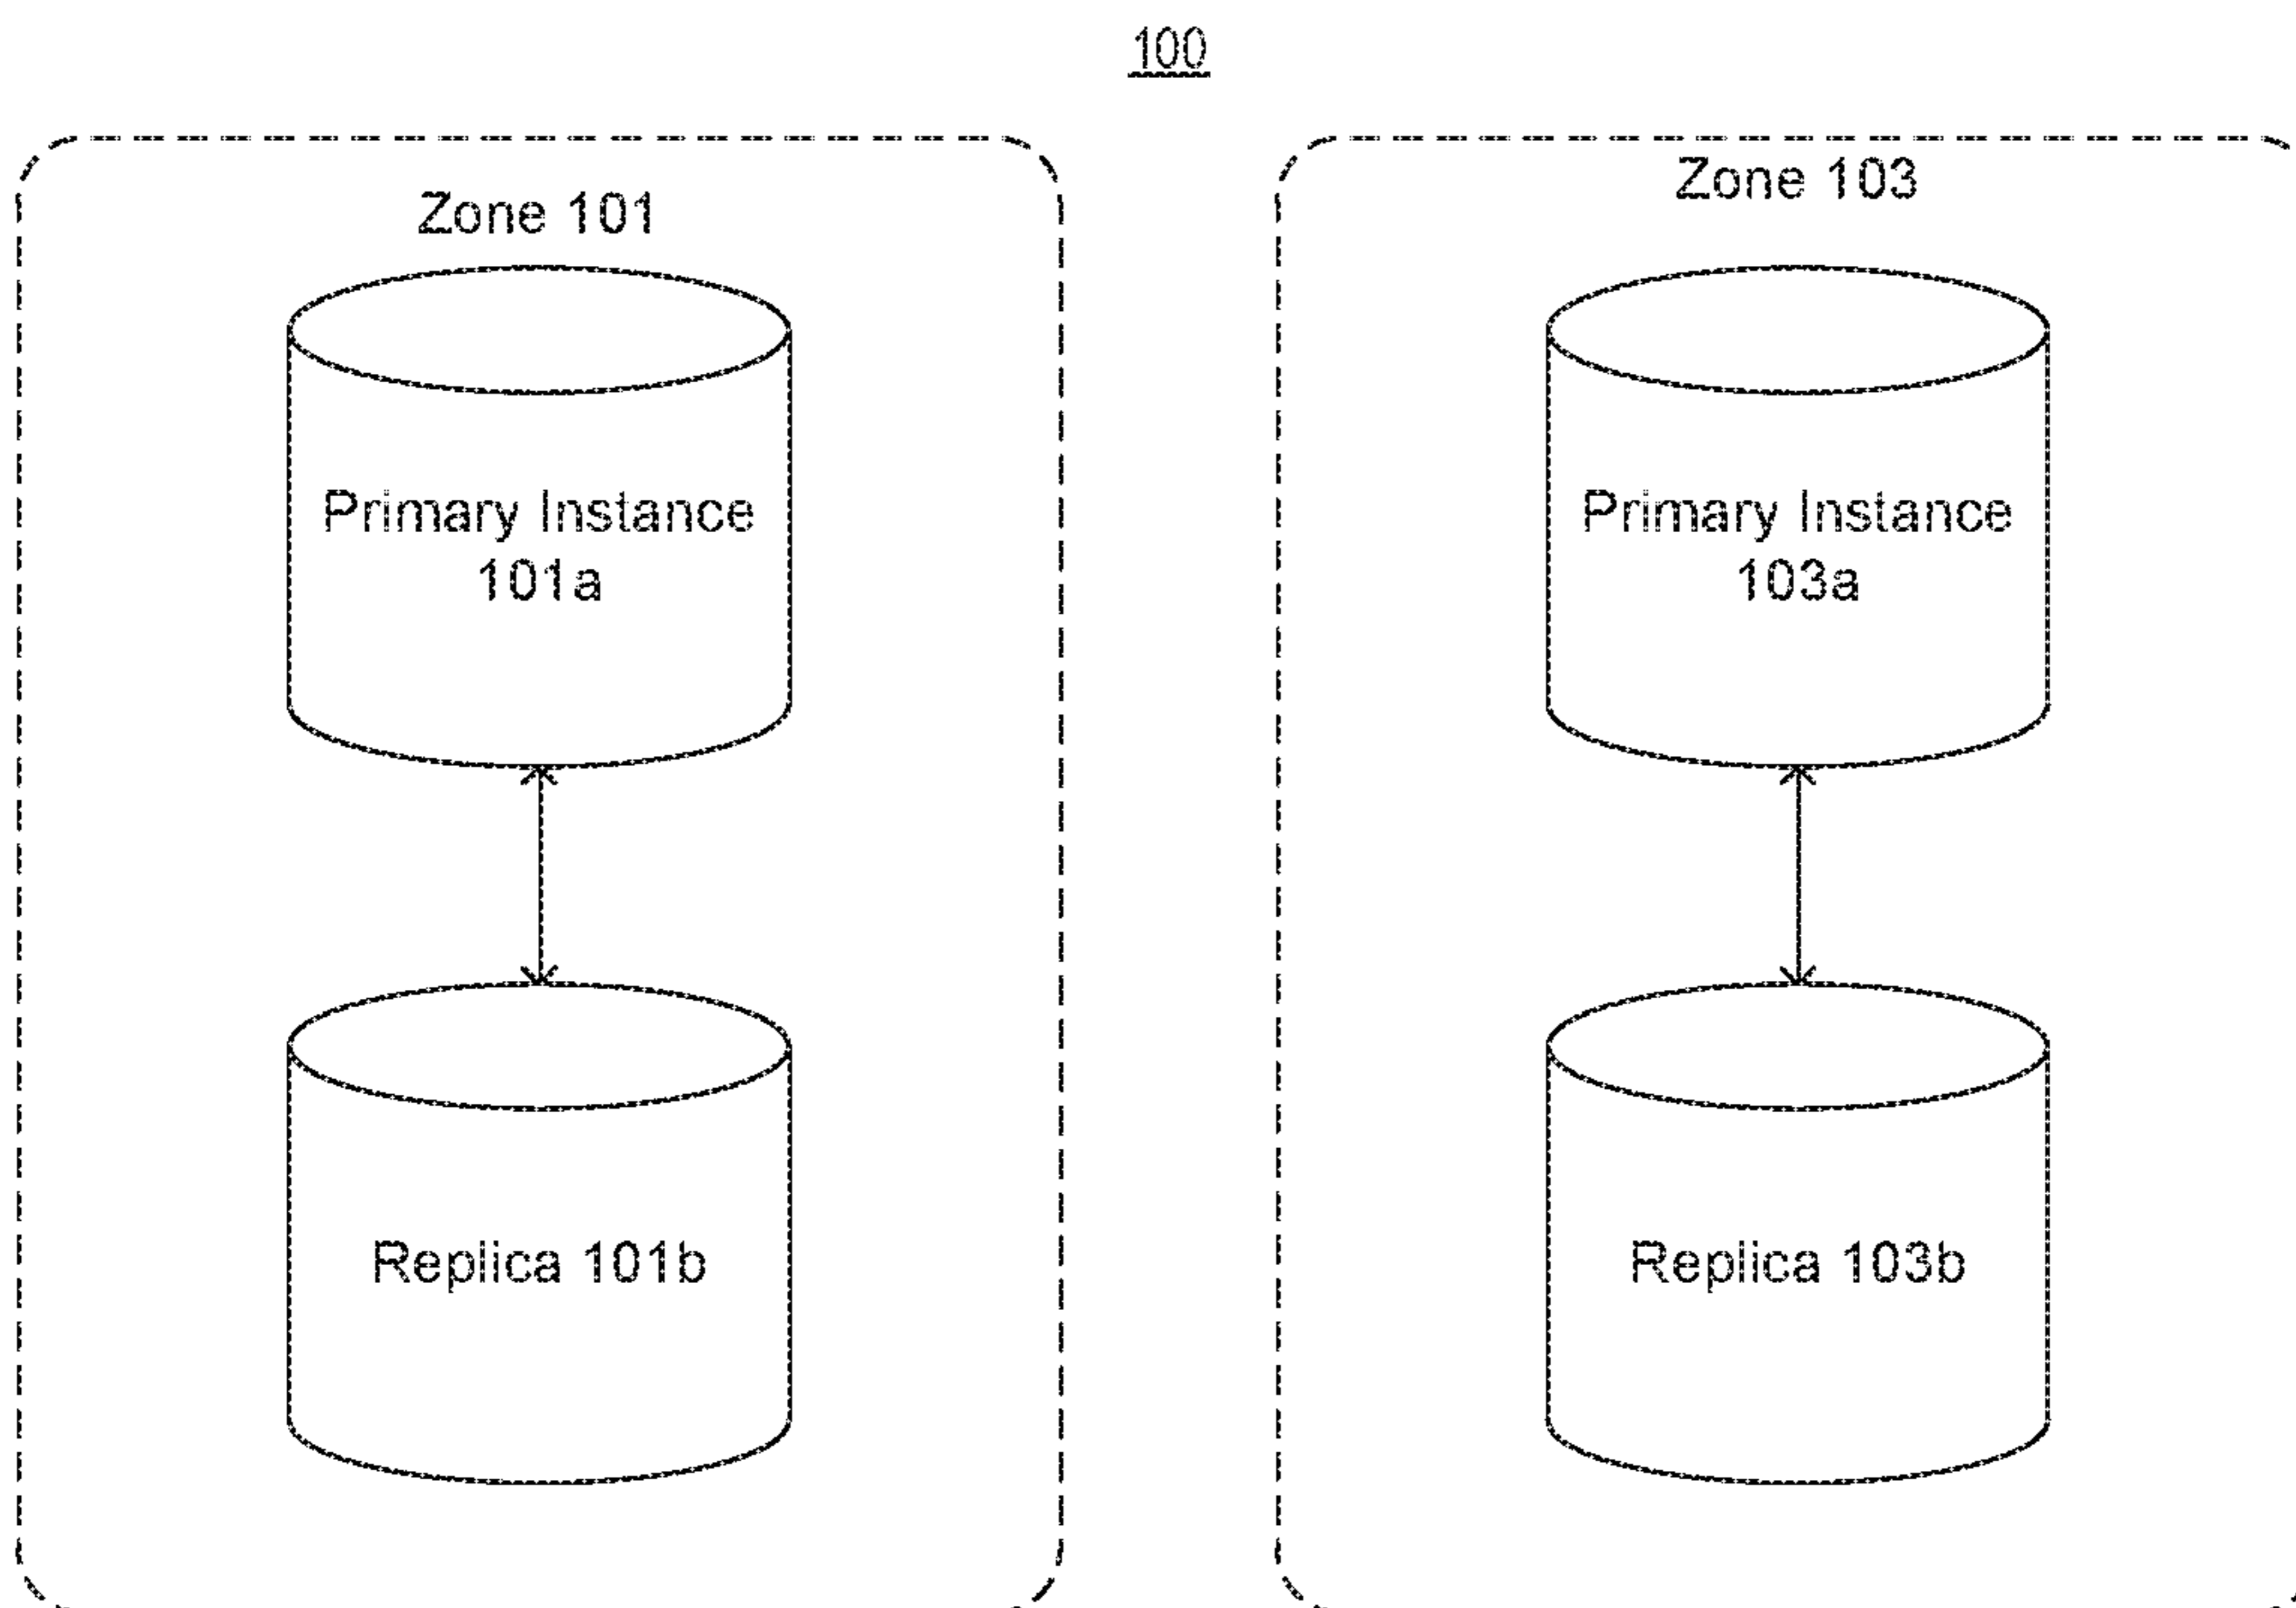 100
Zone 101
Primary Instance
101a
Replica 101b
Zone 103
Primary Instance
103a
Replica 103b